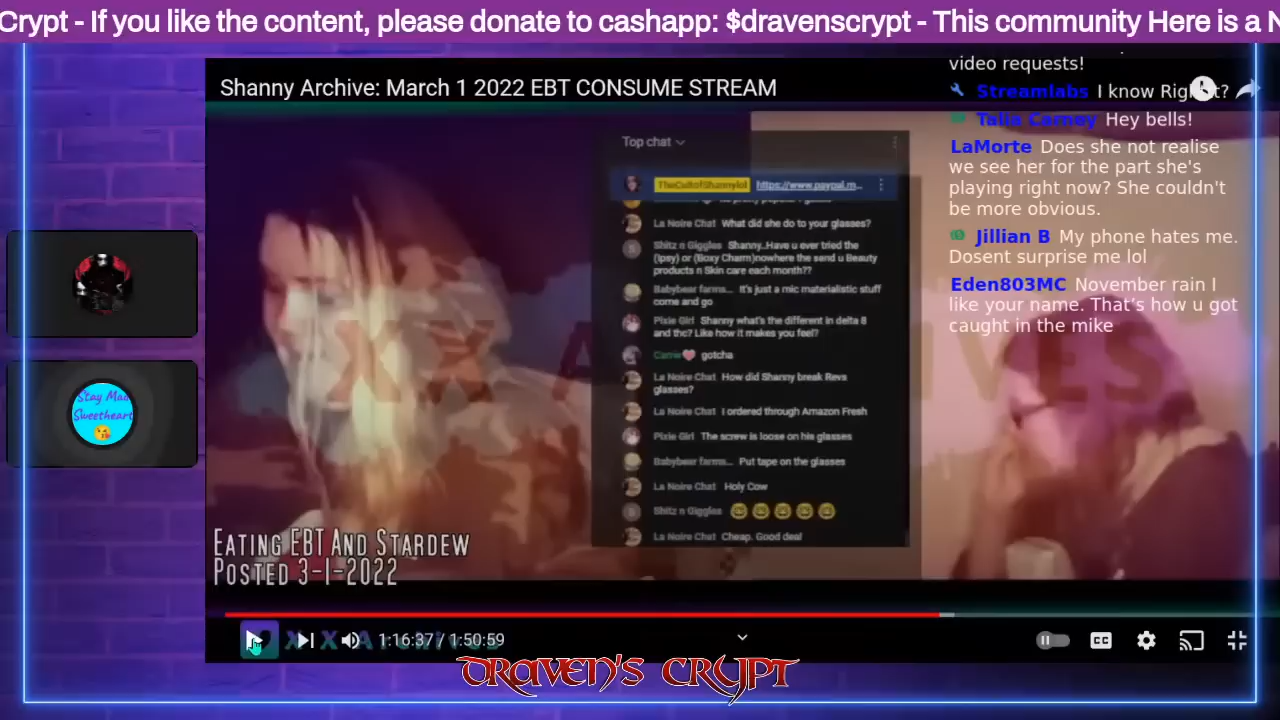 Crypt - If you like the content, please donate to cashapp: $dravenscrypt - This community Here is a N
Shanny Archive: March 1 2022 EBT CONSUME STREAM
video requests!
Streamlabs I know Right?
Talia Carney Hey bells!
LaMorte Does she not realise
we see her for the part she's
playing right now? She couldn't
be more obvious.
Jillian B My phone hates me.
Dosent surprise me lol
Eden803MC November rain I
like your name. That's how u got
caught in the mike
Top chat
TheCultofShannylol https://www.paypal.m...
La Noire Chat What did she do to your glasses?
Shitz n Giggles Shanny..Have u ever tried the
(Ipsy) or (Boxy Charm)nowhere the send u Beauty
products n Skin care each month??
Babybear farms... It's just a mic materialistic stuff
come and go
Pixie Girl Shanny what's the different in delta 8
and thc? Like how it makes you feel?
gotcha
La Noire Chat How did Shanny break Revs
glasses?
La Noire Chat I ordered through Amazon Fresh
Pixie Girl The screw is loose on his glasses
Babybear farms... Put tape on the glasses
La Noire Chat Holy Cow
Shitz n Giggles
La Noire Chat Cheap. Good deal
Stay Mad
Sweetheart
Eating EBT And Stardew
Posted 3-1-2022
1:16:37 / 1:50:59
CC
Draven's Crypt